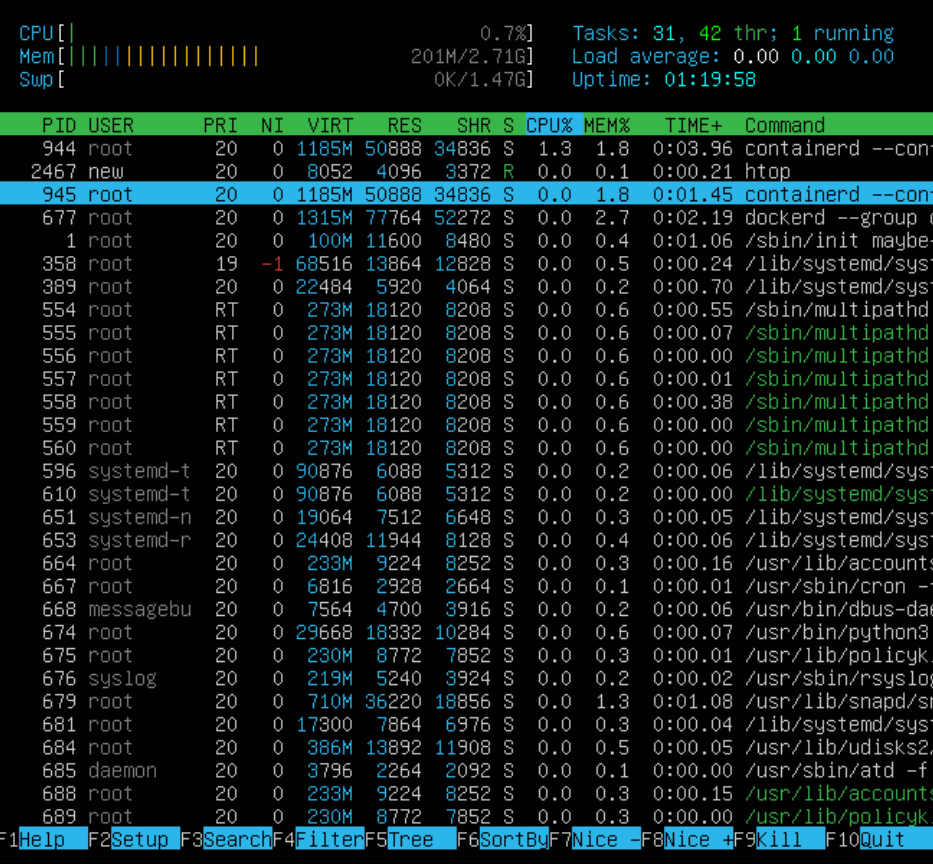 CPU[| 0.7%] Tasks: 31, 42 thr; 1 running
Mem[||||||||||||||||| 201M/2.71G] Load average: 0.00 0.00 0.00
Swp[ 0K/1.47G] Uptime: 01:19:58
PID USER PRI NI VIRT RES SHR S CPU% MEM% TIME+ Command
944 root 20 0 1185M 50888 34836 S 1.3 1.8 0:03.96 containerd --con
2467 new 20 0 8052 4096 3372 R 0.0 0.1 0:00.21 htop
945 root 20 0 1185M 50888 34836 S 0.0 1.8 0:01.45 containerd --con
677 root 20 0 1315M 77764 52272 S 0.0 2.7 0:02.19 dockerd --group
1 root 20 0 100M 11600 8480 S 0.0 0.4 0:01.06 /sbin/init maybe-
358 root 19 -1 68516 13864 12828 S 0.0 0.5 0:00.24 /lib/systemd/syst
389 root 20 0 22484 5920 4064 S 0.0 0.2 0:00.70 /lib/systemd/syst
554 root RT 0 273M 18120 8208 S 0.0 0.6 0:00.55 /sbin/multipathd
555 root RT 0 273M 18120 8208 S 0.0 0.6 0:00.07 /sbin/multipathd
556 root RT 0 273M 18120 8208 S 0.0 0.6 0:00.00 /sbin/multipathd
557 root RT 0 273M 18120 8208 S 0.0 0.6 0:00.01 /sbin/multipathd
558 root RT 0 273M 18120 8208 S 0.0 0.6 0:00.38 /sbin/multipathd
559 root RT 0 273M 18120 8208 S 0.0 0.6 0:00.00 /sbin/multipathd
560 root RT 0 273M 18120 8208 S 0.0 0.6 0:00.00 /sbin/multipathd
596 systemd-t 20 0 90876 6088 5312 S 0.0 0.2 0:00.06 /lib/systemd/syst
610 systemd-t 20 0 90876 6088 5312 S 0.0 0.2 0:00.00 /lib/systemd/syst
651 systemd-n 20 0 19064 7512 6648 S 0.0 0.3 0:00.05 /lib/systemd/syst
653 systemd-r 20 0 24408 11944 8128 S 0.0 0.4 0:00.06 /lib/systemd/syst
664 root 20 0 233M 9224 8252 S 0.0 0.3 0:00.16 /usr/lib/accounts
667 root 20 0 6816 2928 2664 S 0.0 0.1 0:00.01 /usr/sbin/cron -
668 messagebu 20 0 7564 4700 3916 S 0.0 0.2 0:00.06 /usr/bin/dbus-dae
674 root 20 0 29668 18332 10284 S 0.0 0.6 0:00.07 /usr/bin/python3
675 root 20 0 230M 8772 7852 S 0.0 0.3 0:00.01 /usr/lib/policyk
676 syslog 20 0 219M 5240 3924 S 0.0 0.2 0:00.02 /usr/sbin/rsyslog
679 root 20 0 710M 36220 18856 S 0.0 1.3 0:01.08 /usr/lib/snapd/sn
681 root 20 0 17300 7864 6976 S 0.0 0.3 0:00.04 /lib/systemd/syst
684 root 20 0 386M 13892 11908 S 0.0 0.5 0:00.05 /usr/lib/udisks2/
685 daemon 20 0 3796 2264 2092 S 0.0 0.1 0:00.00 /usr/sbin/atd -f
688 root 20 0 233M 9224 8252 S 0.0 0.3 0:00.15 /usr/lib/accounts
689 root 20 0 230M 8772 7852 S 0.0 0.3 0:00.00 /usr/lib/policyk
F1Help F2Setup F3SearchF4FilterF5Tree F6SortByF7Nice -F8Nice +F9Kill F10Quit